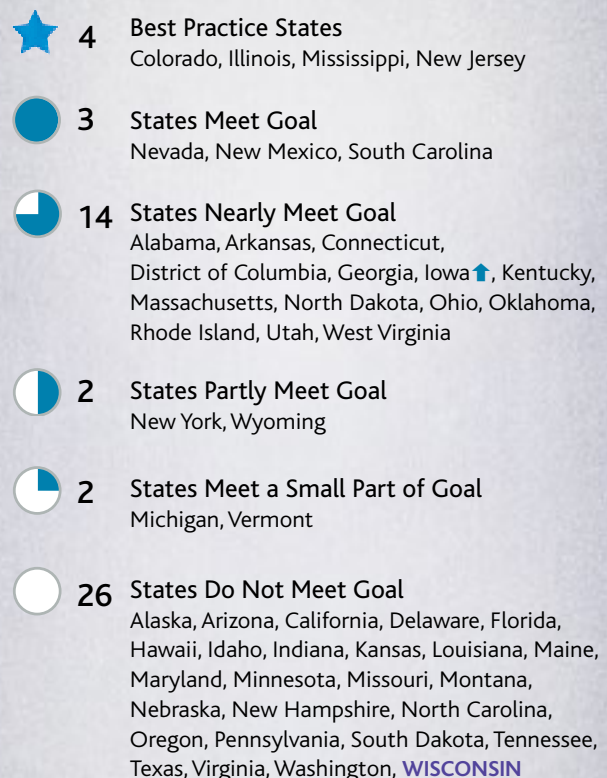 4 Best Practice States
Colorado, Illinois, Mississippi, New Jersey
3 States Meet Goal
Nevada, New Mexico, South Carolina
14 States Nearly Meet Goal
Alabama, Arkansas, Connecticut,
District of Columbia, Georgia, Iowa⬆, Kentucky,
Massachusetts, North Dakota, Ohio, Oklahoma,
Rhode Island, Utah, West Virginia
2 States Partly Meet Goal
New York, Wyoming
2 States Meet a Small Part of Goal
Michigan, Vermont
26 States Do Not Meet Goal
Alaska, Arizona, California, Delaware, Florida,
Hawaii, Idaho, Indiana, Kansas, Louisiana, Maine,
Maryland, Minnesota, Missouri, Montana,
Nebraska, New Hampshire, North Carolina,
Oregon, Pennsylvania, South Dakota, Tennessee,
Texas, Virginia, Washington, WISCONSIN